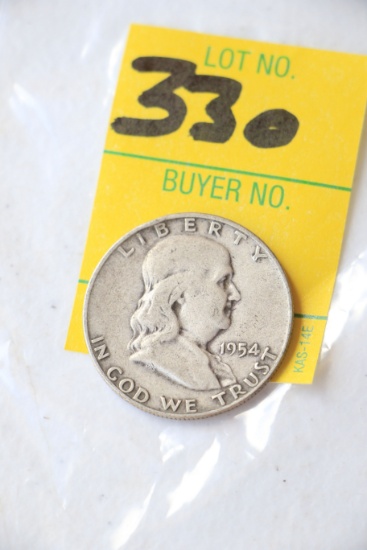 LOT NO.
330
BUYER NO.
LIBERTY
1954
IN GOD WE TRUST
KAS-14E